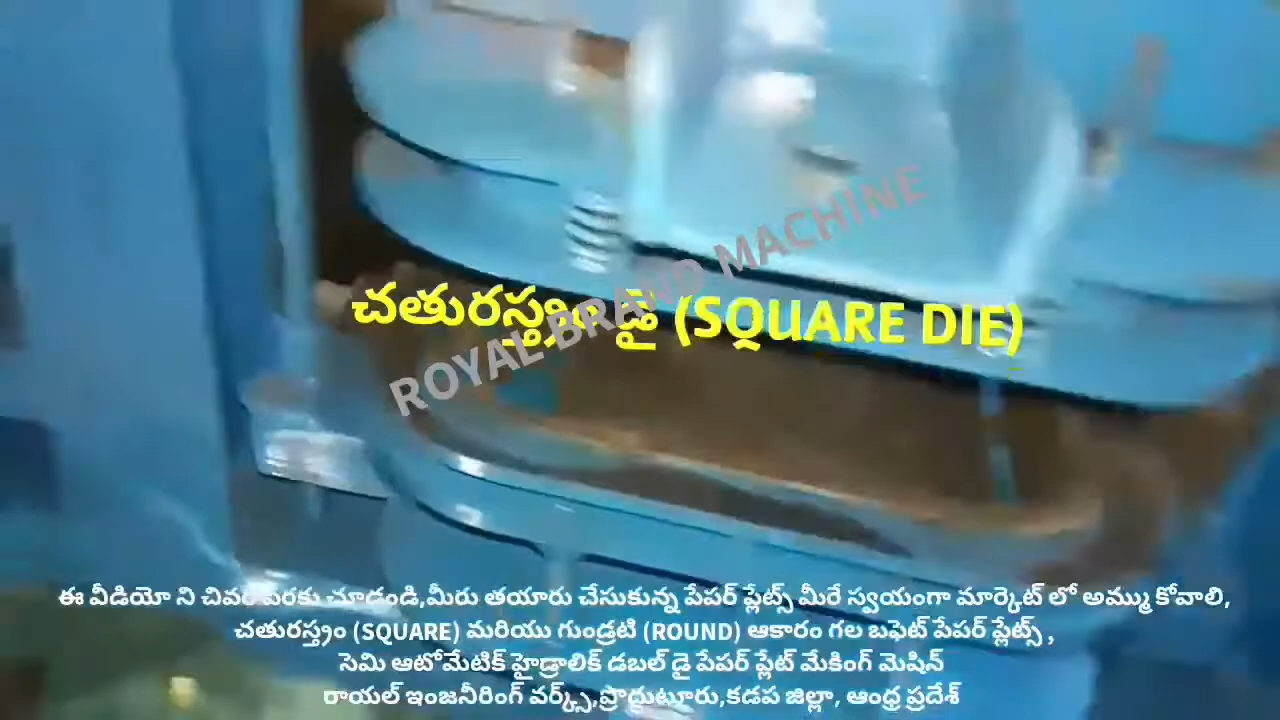 చతురస్త్రం డై (SQUARE DIE)
ROYAL BRAND MACHINE
ఈ వీడియో ని చివరి వరకు చూడండి,మీరు తయారు చేసుకున్న పేపర్ ప్లేట్స్ మీరే స్వయంగా మార్కెట్ లో అమ్ము కోవాలి,
చతురస్త్రం (SQUARE) మరియు గుండ్రటి (ROUND) ఆకారం గల బఫెట్ పేపర్ ప్లేట్స్ ,
సెమి ఆటోమేటిక్ హైడ్రాలిక్ డబల్ డై పేపర్ ప్లేట్ మేకింగ్ మెషిన్
రాయల్ ఇంజనీరింగ్ వర్క్స్,ప్రొద్దుటూరు,కడప జిల్లా, ఆంధ్ర ప్రదేశ్